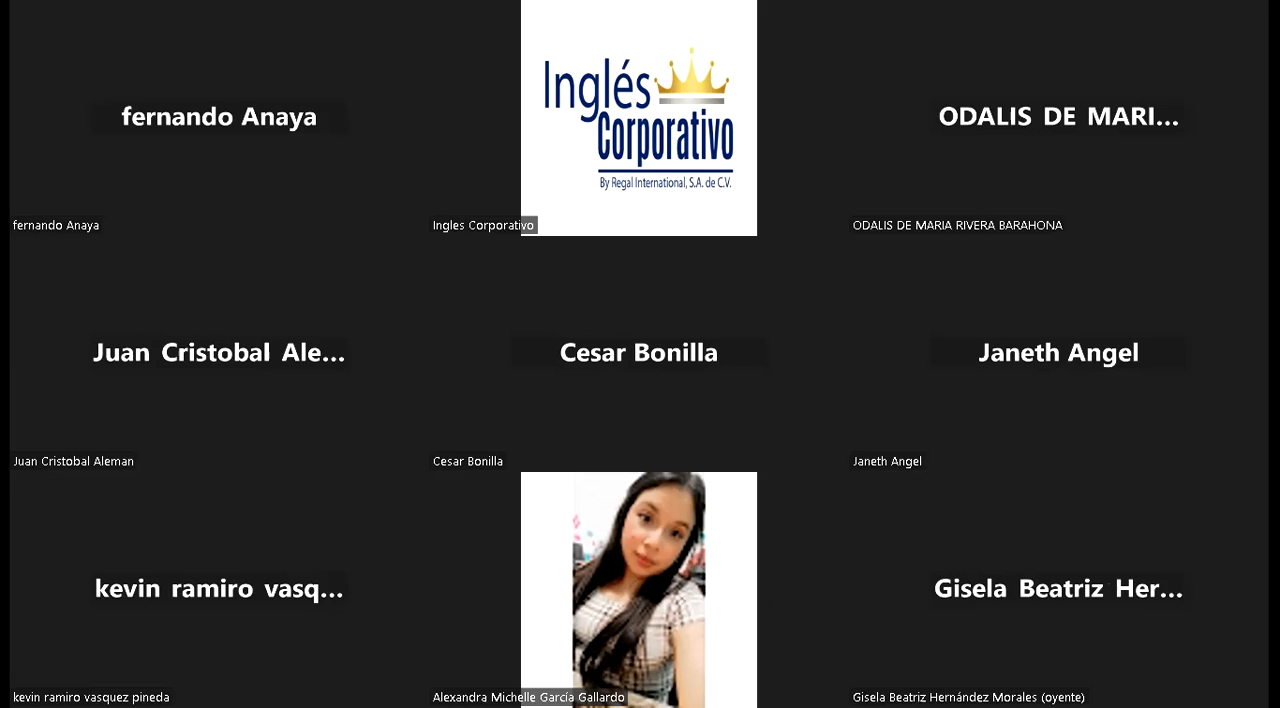 fernando Anaya
fernando Anaya
Inglés
Corporativo
By Regal International, S.A. de C.V.
Ingles Corporativo
ODALIS DE MARI...
ODALIS DE MARIA RIVERA BARAHONA
Juan Cristobal Ale...
Juan Cristobal Aleman
Cesar Bonilla
Cesar Bonilla
Janeth Angel
Janeth Angel
kevin ramiro vasq...
kevin ramiro vasquez pineda
Alexandra Michelle García Gallardo
Gisela Beatriz Her...
Gisela Beatriz Hernández Morales (oyente)